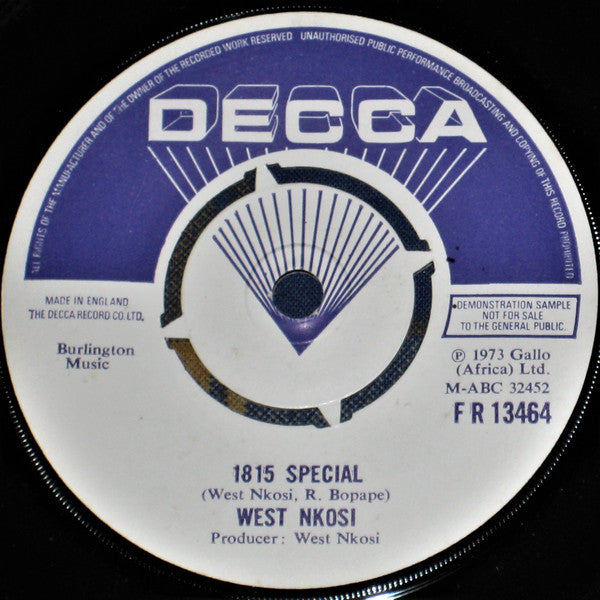 ALL RIGHTS OF THE MANUFACTURER AND OF THE OWNER OF THE RECORDED WORK RESERVED UNAUTHORISED PUBLIC PERFORMANCE BROADCASTING AND COPYING OF THIS RECORD PROHIBITED
DECCA
MADE IN ENGLAND
THE DECCA RECORD CO. LTD.
Burlington
Music
DEMONSTRATION SAMPLE
NOT FOR SALE
TO THE GENERAL PUBLIC.
℗ 1973 Gallo
(Africa) Ltd.
M-ABC 32452
FR 13464
1815 SPECIAL
(West Nkosi, R. Bopape)
WEST NKOSI
Producer: West Nkosi